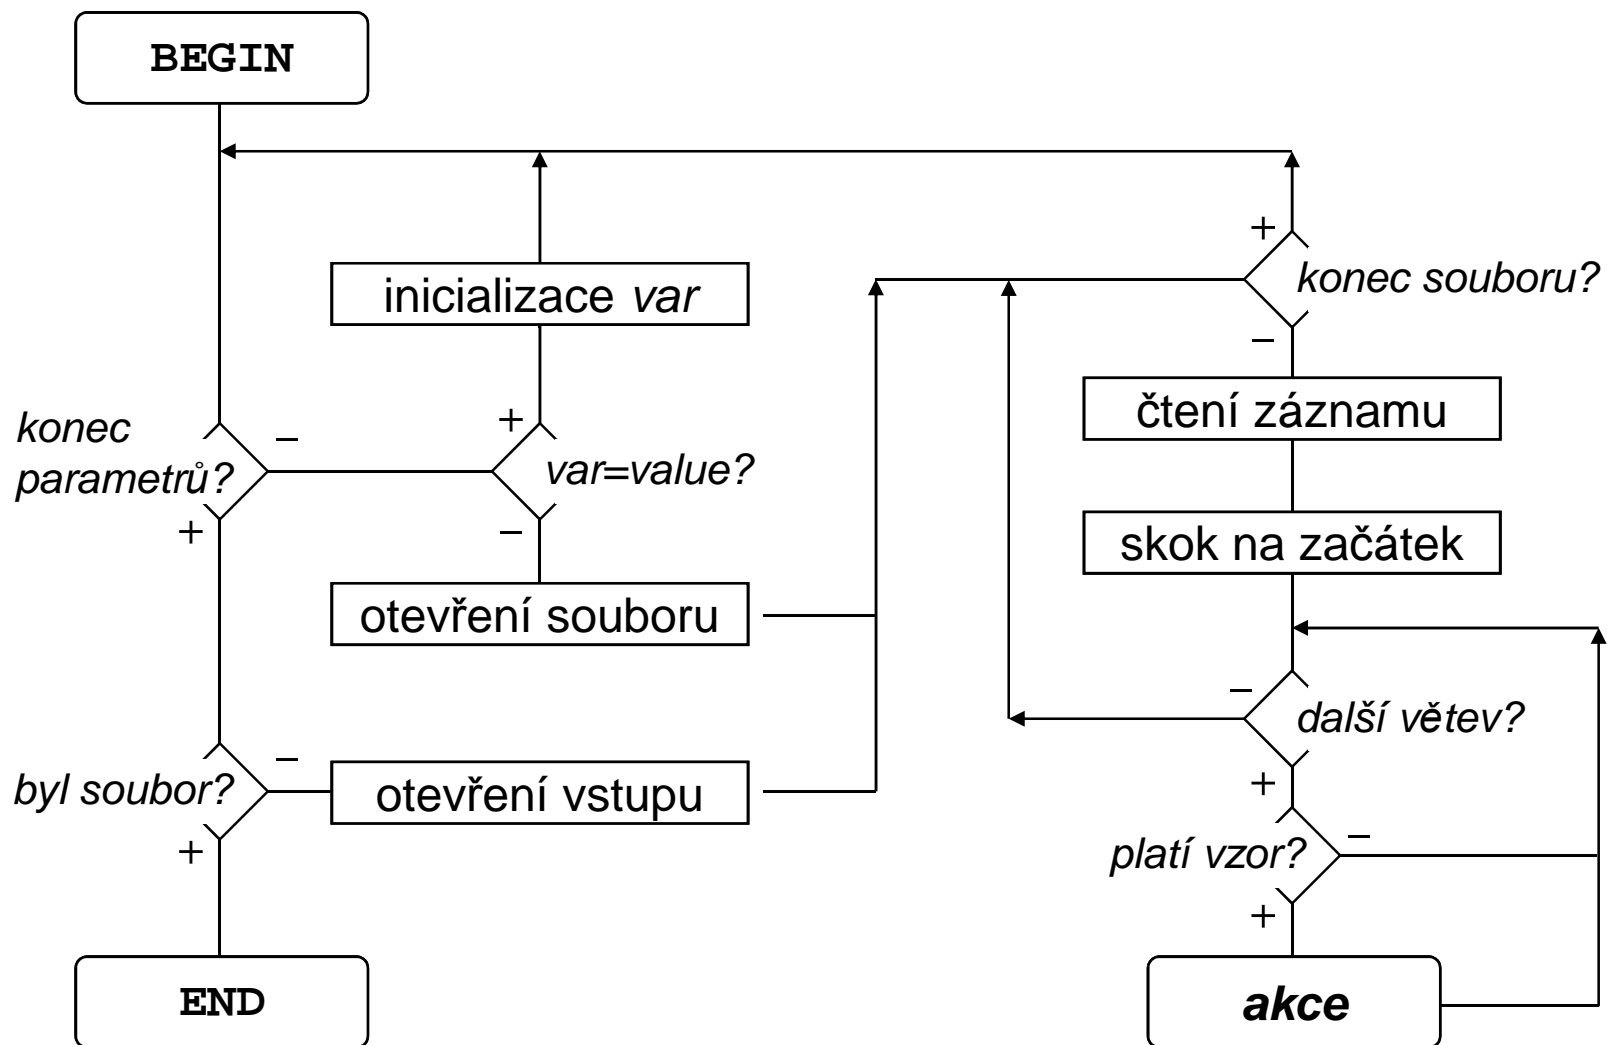 BEGIN
+
inicializace var
konec souboru?
–
čtení záznamu
konec
parametrů?
–
+
var=value?
+
–
skok na začátek
otevření souboru
–
další větev?
byl soubor?
–
otevření vstupu
+
+
platí vzor?
–
+
END
akce